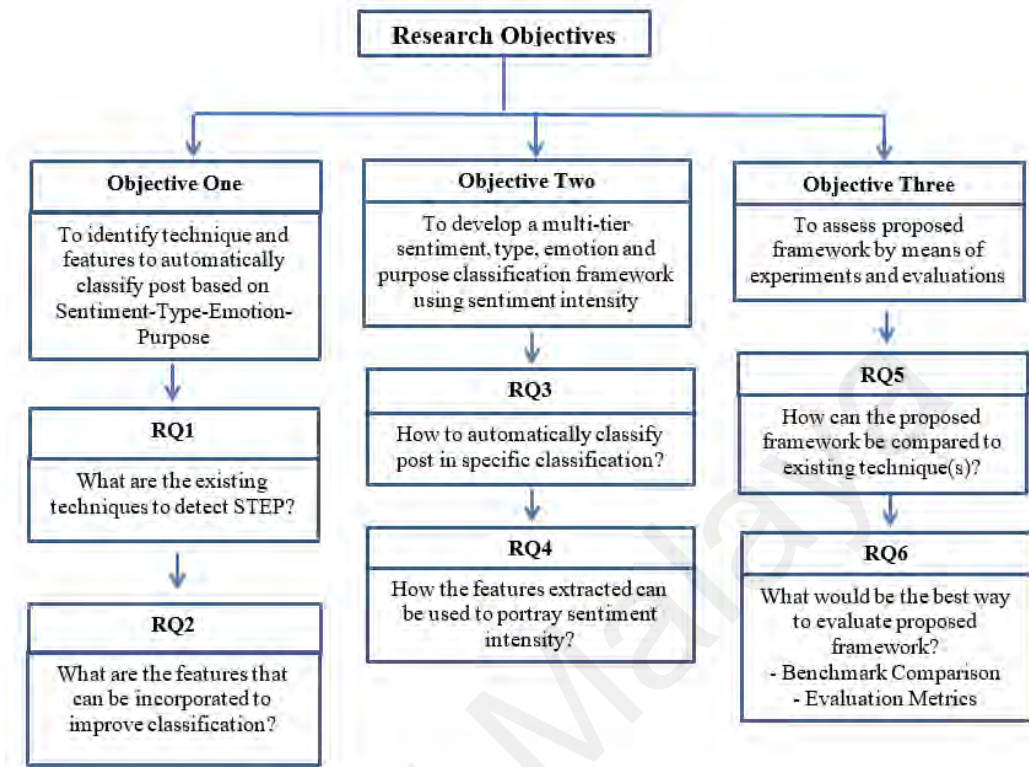 Research Objectives
Objective One
To identify technique and
features to automatically
classify post based on
Sentiment-Type-Emotion-
Purpose
RQ1
What are the existing
techniques to detect STEP?
RQ2
What are the features that
can be incorporated to
improve classification?
Objective Two
To develop a multi-tier
sentiment, type, emotion and
purpose classification framework
using sentiment intensity
RQ3
How to automatically classify
post in specific classification?
RQ4
How the features extracted can
be used to portray sentiment
intensity?
Objective Three
To assess proposed
framework by means of
experiments and evaluations
RQ5
How can the proposed
framework be compared to
existing technique(s)?
RQ6
What would be the best way
to evaluate proposed
framework?
- Benchmark Comparison
- Evaluation Metrics
Malaya